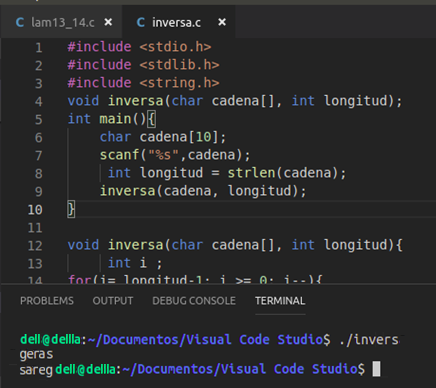 lam13_14.c inversa.c
1 #include <stdio.h>
2 #include <stdlib.h>
3 #include <string.h>
4 void inversa(char cadena[], int longitud);
5 int main(){
6 char cadena[10];
7 scanf("%s",cadena);
8 int longitud = strlen(cadena);
9 inversa(cadena, longitud);
10 }
11
12 void inversa(char cadena[], int longitud){
13 int i ;
14 for(i= longitud-1; i >= 0; i--){
PROBLEMS OUTPUT DEBUG CONSOLE TERMINAL
dell@dellla:~/Documentos/Visual Code Studio$ ./invers
geras
sareg dell@dellla:~/Documentos/Visual Code Studio$